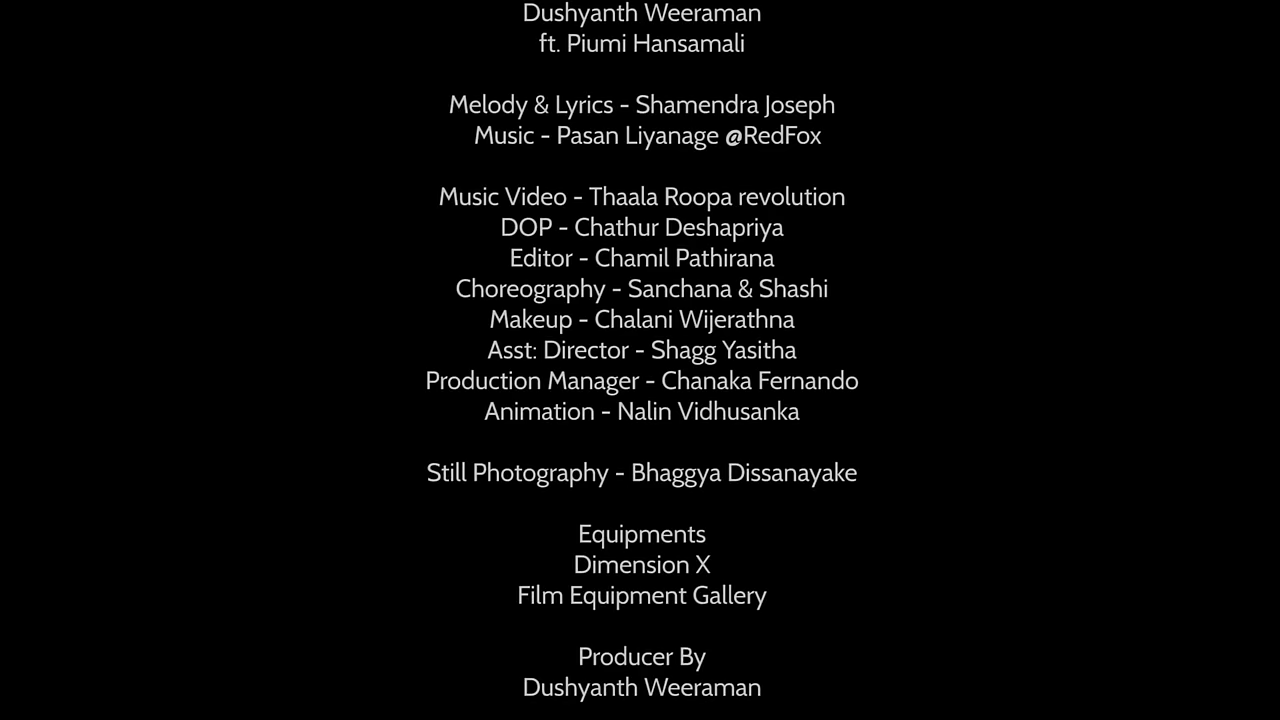 Dushyanth Weeraman
ft. Piumi Hansamali
Melody & Lyrics - Shamendra Joseph
Music - Pasan Liyanage @RedFox
Music Video - Thaala Roopa revolution
DOP - Chathur Deshapriya
Editor - Chamil Pathirana
Choreography - Sanchana & Shashi
Makeup - Chalani Wijerathna
Asst: Director - Shagg Yasitha
Production Manager - Chanaka Fernando
Animation - Nalin Vidhusanka
Still Photography - Bhaggya Dissanayake
Equipments
Dimension X
Film Equipment Gallery
Producer By
Dushyanth Weeraman